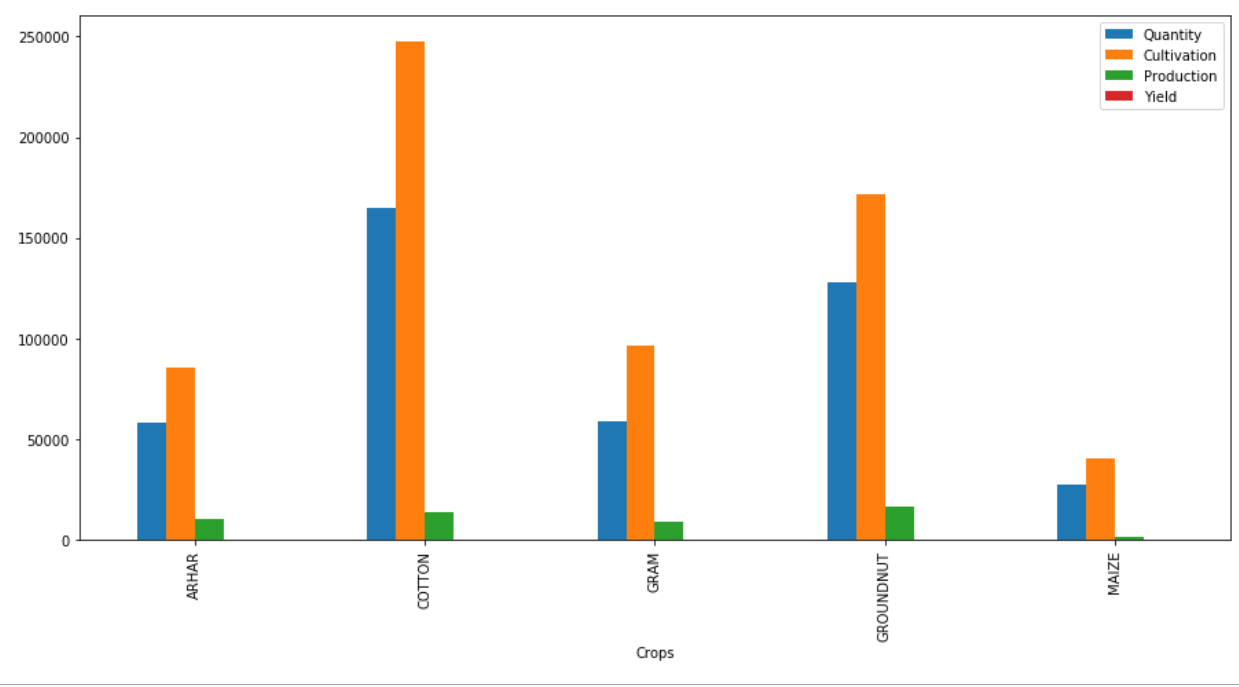 250000
200000
150000
100000
50000
0
Quantity
Cultivation
Production
Yield
ARHAR
COTTON
GRAM
GROUNDNUT
MAIZE
Crops